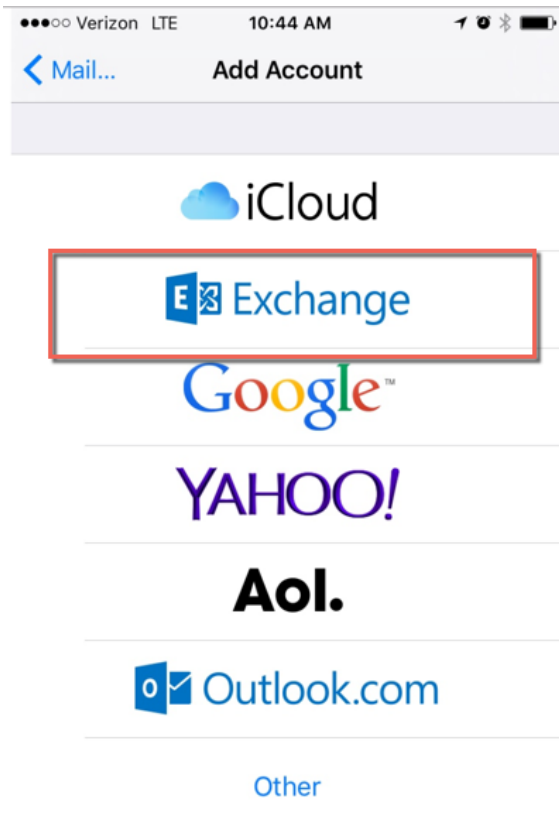 Verizon LTE 10:44 AM
Mail... Add Account
iCloud
E Exchange
Google™
YAHOO!
Aol.
o Outlook.com
Other